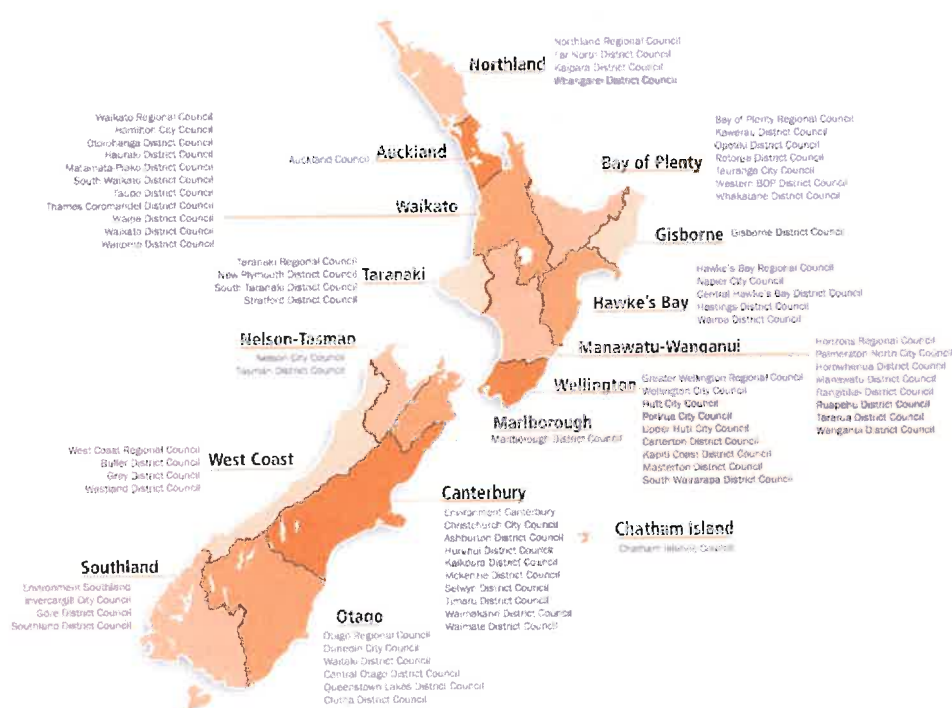 Northland
Northland Regional Council
Far North District Council
Kaipara District Council
Whangarei District Council
Auckland
Auckland Council
Waikato
Waikato Regional Council
Hamilton City Council
Otorohanga District Council
Hauraki District Council
Matamata-Piako District Council
South Waikato District Council
Taupo District Council
Thames Coromandel District Council
Waipa District Council
Waikato District Council
Waitomo District Council
Bay of Plenty
Bay of Plenty Regional Council
Kawerau District Council
Opotiki District Council
Rotorua District Council
Tauranga City Council
Western BOP District Council
Whakatane District Council
Gisborne
Gisborne District Council
Taranaki
Taranaki Regional Council
New Plymouth District Council
South Taranaki District Council
Stratford District Council
Hawke's Bay
Hawke's Bay Regional Council
Napier City Council
Central Hawke's Bay District Council
Hastings District Council
Wairoa District Council
Manawatu-Wanganui
Horizons Regional Council
Palmerston North City Council
Horowhenua District Council
Manawatu District Council
Rangitikei District Council
Ruapehu District Council
Tararua District Council
Wanganui District Council
Nelson-Tasman
Nelson City Council
Tasman District Council
Wellington
Greater Wellington Regional Council
Wellington City Council
Hutt City Council
Porirua City Council
Upper Hutt City Council
Carterton District Council
Kapiti Coast District Council
Masterton District Council
South Wairarapa District Council
Marlborough
Marlborough District Council
West Coast
West Coast Regional Council
Buller District Council
Grey District Council
Westland District Council
Canterbury
Environment Canterbury
Christchurch City Council
Ashburton District Council
Hurunui District Council
Kaikoura District Council
Mckenzie District Council
Selwyn District Council
Timaru District Council
Waimakariri District Council
Waimate District Council
Chatham Island
Chatham Islands Council
Southland
Environment Southland
Invercargill City Council
Gore District Council
Southland District Council
Otago
Otago Regional Council
Dunedin City Council
Waitaki District Council
Central Otago District Council
Queenstown Lakes District Council
Clutha District Council